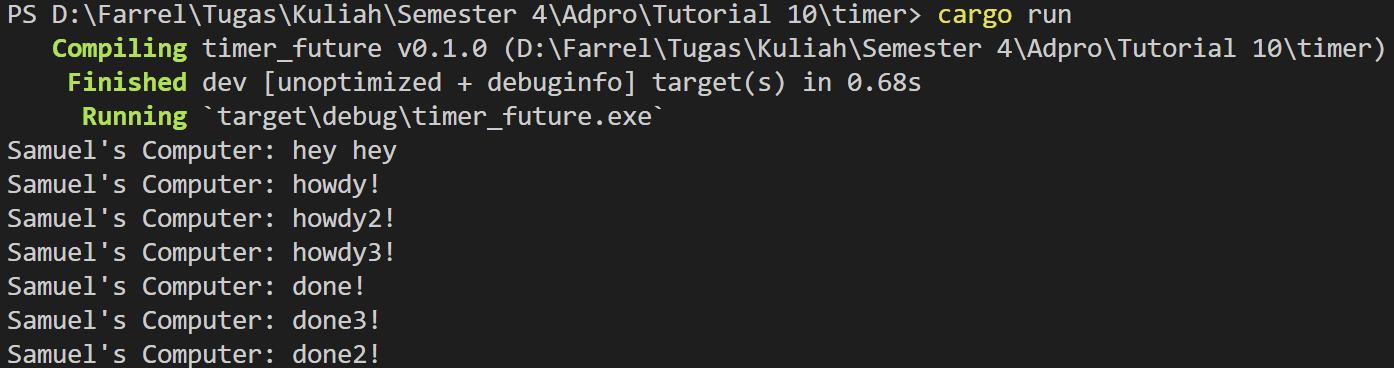 PS D:\Farrel\Tugas\Kuliah\Semester 4\Adpro\Tutorial 10\timer> cargo run
Compiling timer_future v0.1.0 (D:\Farrel\Tugas\Kuliah\Semester 4\Adpro\Tutorial 10\timer)
Finished dev [unoptimized + debuginfo] target(s) in 0.68s
Running `target\debug\timer_future.exe`
Samuel's Computer: hey hey
Samuel's Computer: howdy!
Samuel's Computer: howdy2!
Samuel's Computer: howdy3!
Samuel's Computer: done!
Samuel's Computer: done3!
Samuel's Computer: done2!